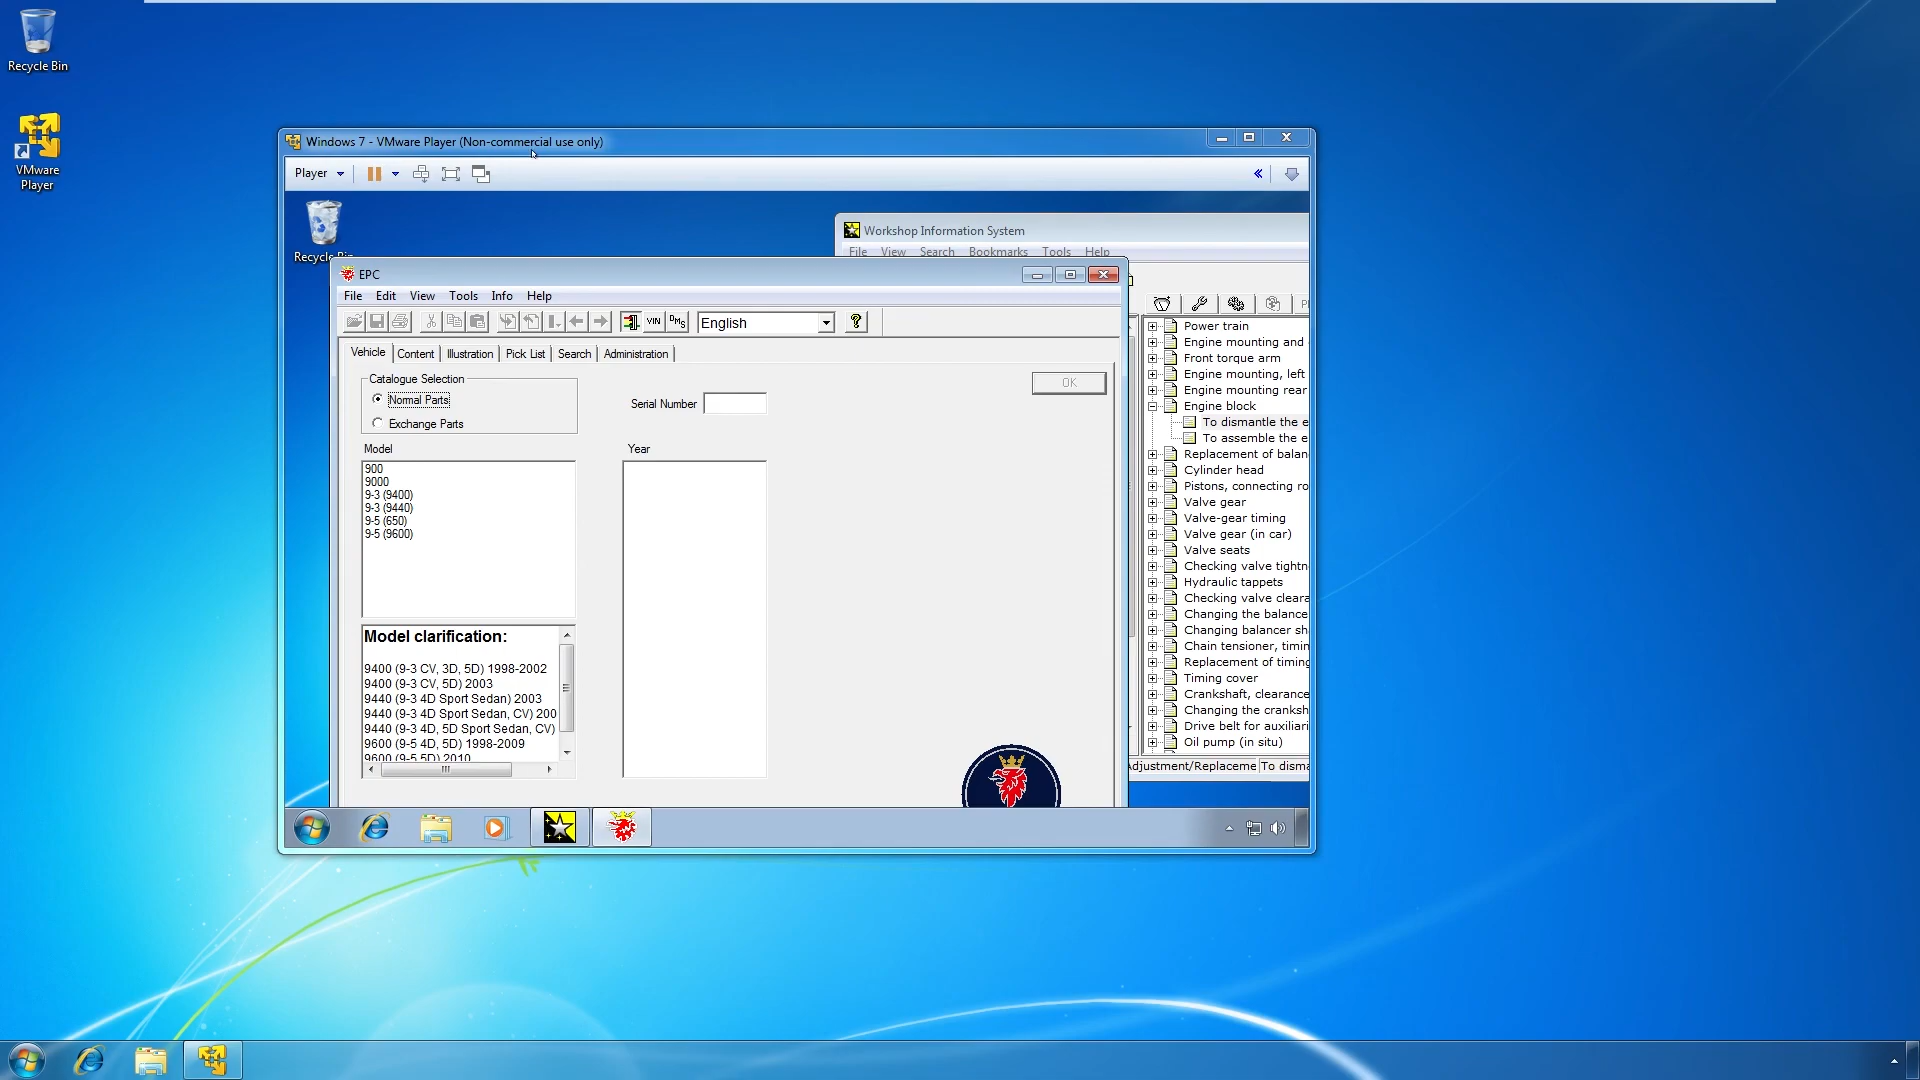 Recycle Bin
VMware
Player
Windows 7 - VMware Player (Non-commercial use only)
Player
Recycle Bin
Workshop Information System
File View Search Bookmarks Tools Help
EPC
File Edit View Tools Info Help
VIN DMS English ?
Vehicle Content Illustration Pick List Search Administration
Catalogue Selection
Normal Parts
Exchange Parts
Serial Number
OK
Model
900
9000
9-3 (9400)
9-3 (9440)
9-5 (650)
9-5 (9600)
Year
Model clarification:
9400 (9-3 CV, 3D, 5D) 1998-2002
9400 (9-3 CV, 5D) 2003
9440 (9-3 4D Sport Sedan) 2003
9440 (9-3 4D Sport Sedan, CV) 200
9440 (9-3 4D, 5D Sport Sedan, CV)
9600 (9-5 4D, 5D) 1998-2009
9600 (9-5 5D) 2010
Power train
Engine mounting and
Front torque arm
Engine mounting, left
Engine mounting rear
Engine block
To dismantle the e
To assemble the e
Replacement of balan
Cylinder head
Pistons, connecting ro
Valve gear
Valve-gear timing
Valve gear (in car)
Valve seats
Checking valve tightn
Hydraulic tappets
Checking valve cleara
Changing the balance
Changing balancer sh
Chain tensioner, timin
Replacement of timing
Timing cover
Crankshaft, clearance
Changing the cranksh
Drive belt for auxiliari
Oil pump (in situ)
Adjustment/Replaceme To disma